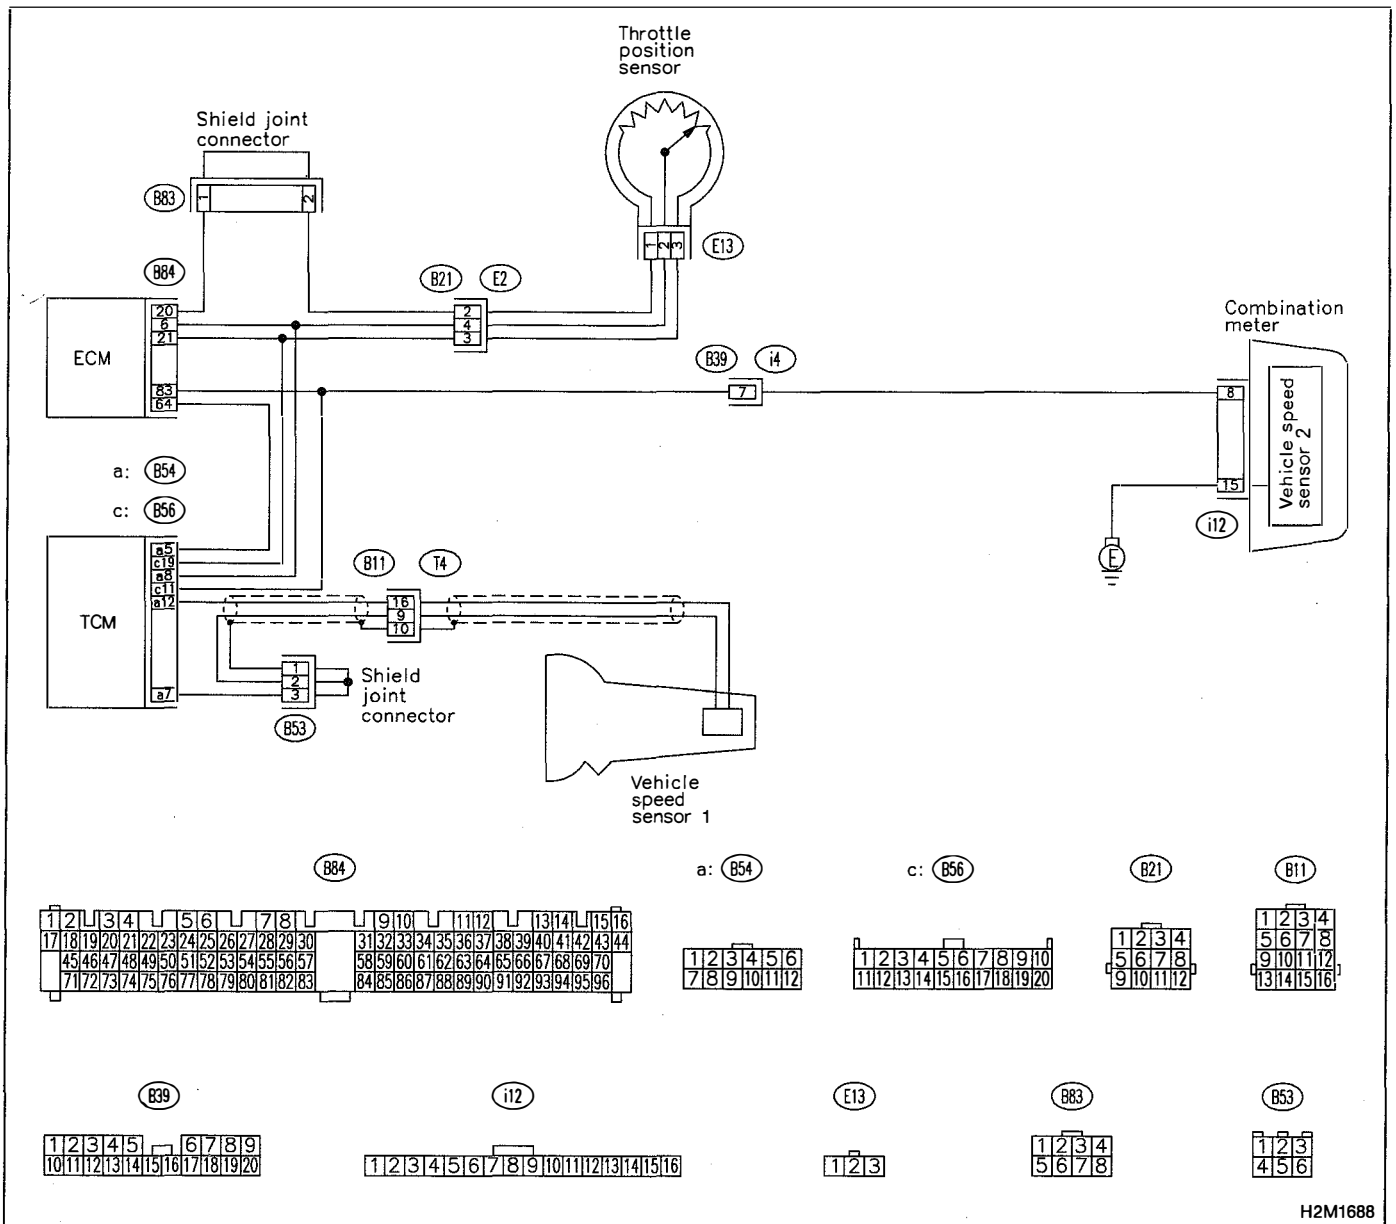 Throttle
position
sensor
Shield joint
connector
B83
1 2
1 2 3
E13
B84
B21 E2
20
6
21
83
64
ECM
2
4
3
Combination
meter
B39 i4
7
8
15
Vehicle speed
sensor 2
i12
E
a: B54
c: B56
TCM
a5
c19
a8
c11
a12
a7
B11 T4
16
9
10
1
2
3
Shield
joint
connector
B53
Vehicle
speed
sensor 1
B84
1 2 3 4 5 6 7 8 9 10 11 12 13 14 15 16
17 18 19 20 21 22 23 24 25 26 27 28 29 30 31 32 33 34 35 36 37 38 39 40 41 42 43 44
45 46 47 48 49 50 51 52 53 54 55 56 57 58 59 60 61 62 63 64 65 66 67 68 69 70
71 72 73 74 75 76 77 78 79 80 81 82 83 84 85 86 87 88 89 90 91 92 93 94 95 96
a: B54
1 2 3 4 5 6
7 8 9 10 11 12
c: B56
1 2 3 4 5 6 7 8 9 10
11 12 13 14 15 16 17 18 19 20
B21
1 2 3 4
5 6 7 8
9 10 11 12
B11
1 2 3 4
5 6 7 8
9 10 11 12
13 14 15 16
B39
1 2 3 4 5 6 7 8 9
10 11 12 13 14 15 16 17 18 19 20
i12
1 2 3 4 5 6 7 8 9 10 11 12 13 14 15 16
E13
1 2 3
B83
1 2 3 4
5 6 7 8
B53
1 2 3
4 5 6
H2M1688